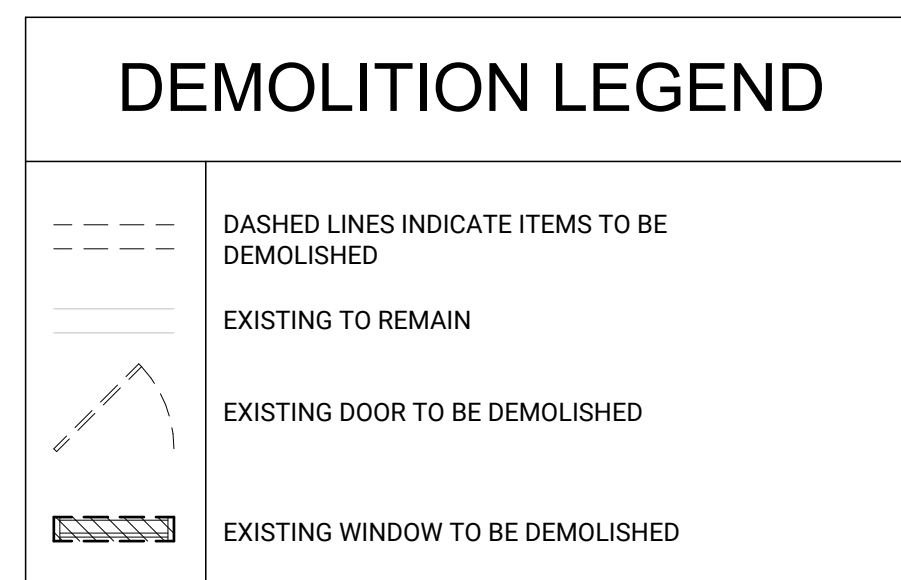 DEMOLITION LEGEND
DASHED LINES INDICATE ITEMS TO BE
DEMOLISHED
EXISTING TO REMAIN
EXISTING DOOR TO BE DEMOLISHED
EXISTING WINDOW TO BE DEMOLISHED